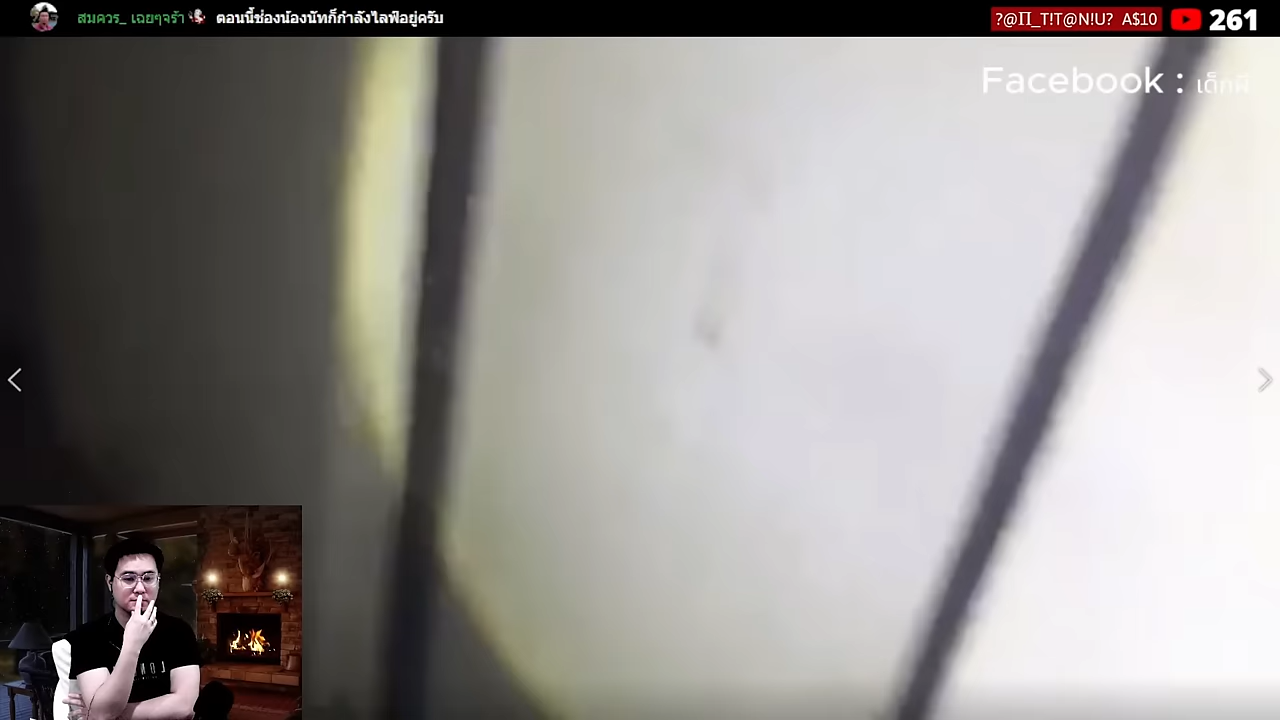 สมควร_ เฉยๆจร้า ตอนนี้ช่องน้องนัทก็กำลังไลฟ์อยู่ครับ
?@Π_T!T@N!U? A$10
261
Facebook : เด็กผี
LON